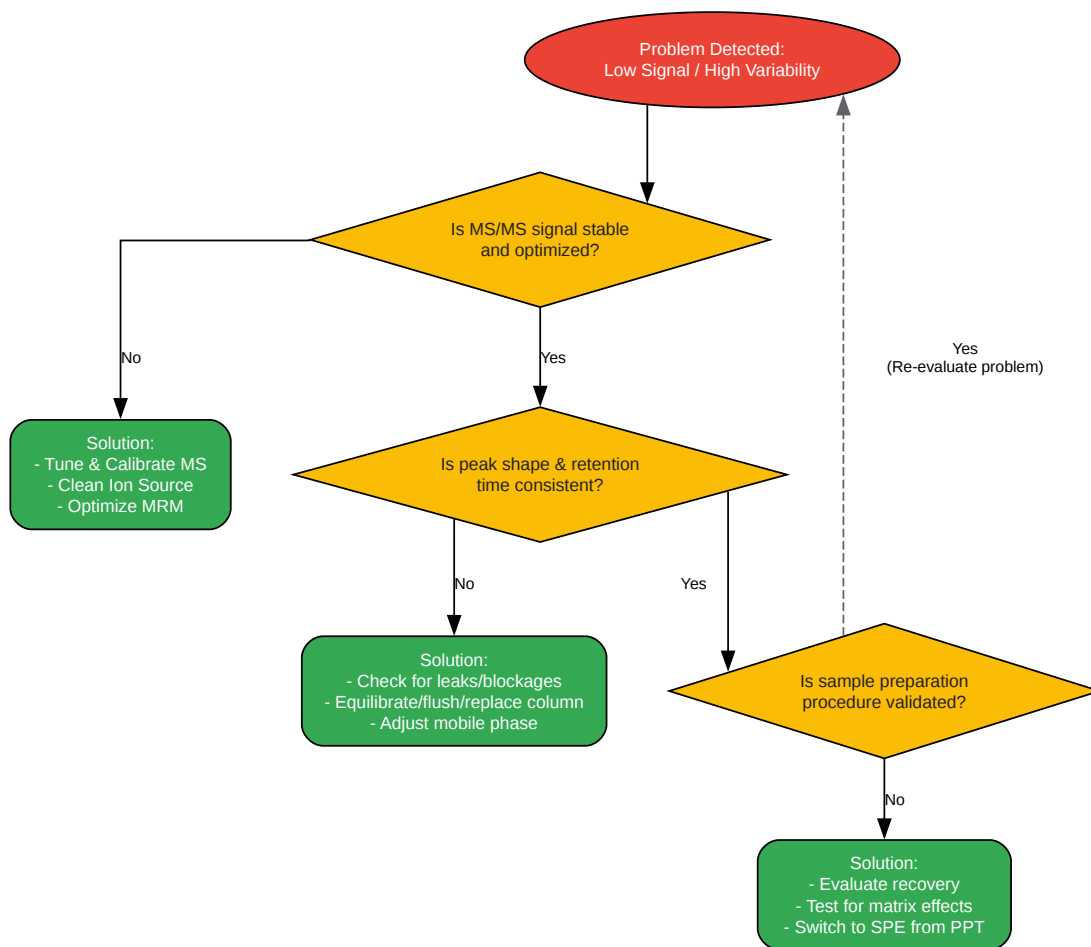 Problem Detected:
Low Signal / High Variability
Is MS/MS signal stable
and optimized?
No
Yes
Yes
(Re-evaluate problem)
Solution:
- Tune & Calibrate MS
- Clean Ion Source
- Optimize MRM
Is peak shape & retention
time consistent?
No
Yes
Solution:
- Check for leaks/blockages
- Equilibrate/flush/replace column
- Adjust mobile phase
Is sample preparation
procedure validated?
No
Solution:
- Evaluate recovery
- Test for matrix effects
- Switch to SPE from PPT